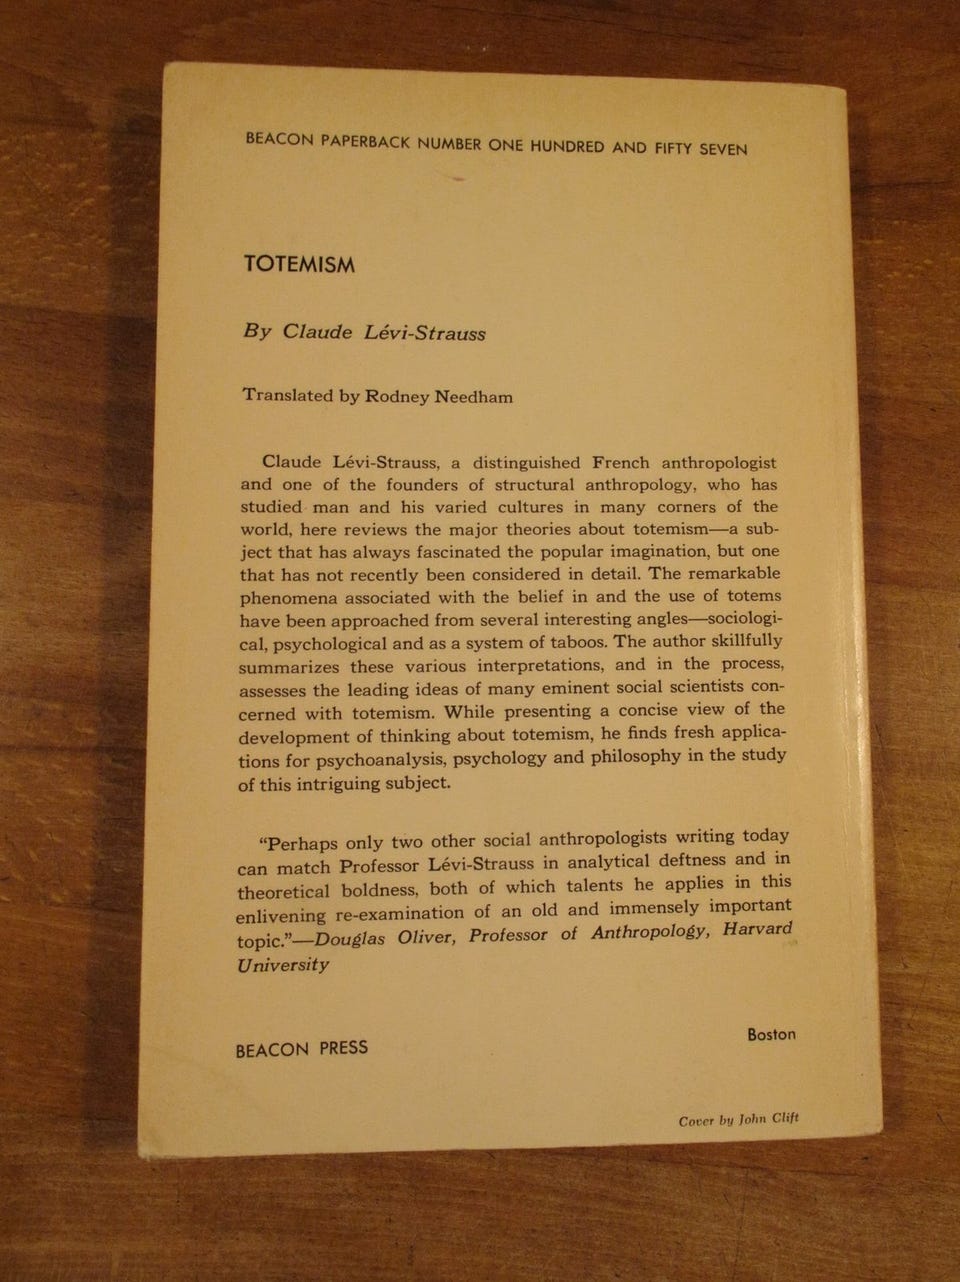 BEACON PAPERBACK NUMBER ONE HUNDRED AND FIFTY SEVEN
TOTEMISM
By Claude Lévi-Strauss
Translated by Rodney Needham
Claude Lévi-Strauss, a distinguished French anthropologist
and one of the founders of structural anthropology, who has
studied man and his varied cultures in many corners of the
world, here reviews the major theories about totemism—a sub-
ject that has always fascinated the popular imagination, but one
that has not recently been considered in detail. The remarkable
phenomena associated with the belief in and the use of totems
have been approached from several interesting angles—sociologi-
cal, psychological and as a system of taboos. The author skillfully
summarizes these various interpretations, and in the process,
assesses the leading ideas of many eminent social scientists con-
cerned with totemism. While presenting a concise view of the
development of thinking about totemism, he finds fresh applica-
tions for psychoanalysis, psychology and philosophy in the study
of this intriguing subject.
“Perhaps only two other social anthropologists writing today
can match Professor Lévi-Strauss in analytical deftness and in
theoretical boldness, both of which talents he applies in this
enlivening re-examination of an old and immensely important
topic.”—Douglas Oliver, Professor of Anthropology, Harvard
University
BEACON PRESS
Boston
Cover by John Clift